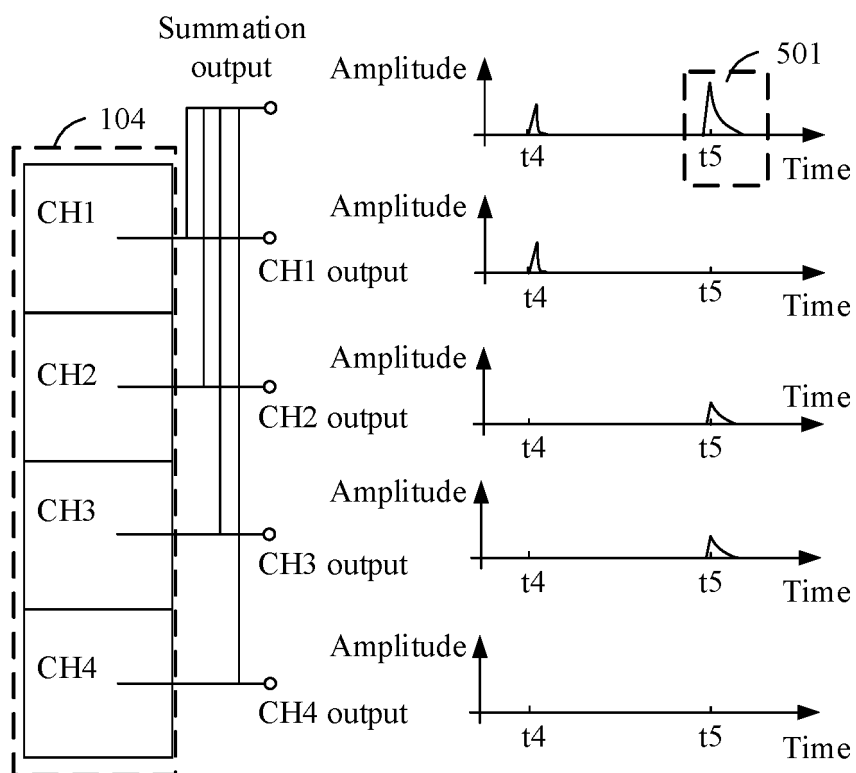 Summation
output
104
CH1
CH2
CH3
CH4
CH1 output
CH2 output
CH3 output
CH4 output
Amplitude
501
t4
t5
Time
Amplitude
t4
t5
Time
Amplitude
t4
t5
Time
Amplitude
t4
t5
Time
Amplitude
t4
t5
Time